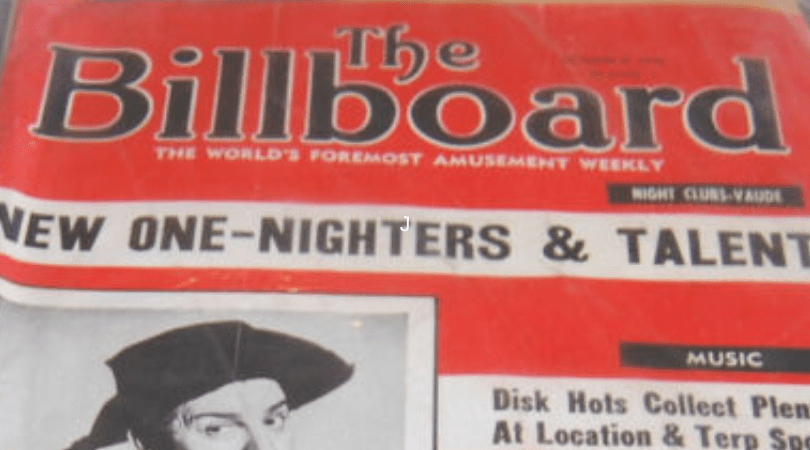 The
Billboard
THE WORLD'S FOREMOST AMUSEMENT WEEKLY
NIGHT CLUBS-VAUDE
NEW ONE-NIGHTERS & TALENT
J
MUSIC
Disk Hots Collect Plen
At Location & Terp Spo